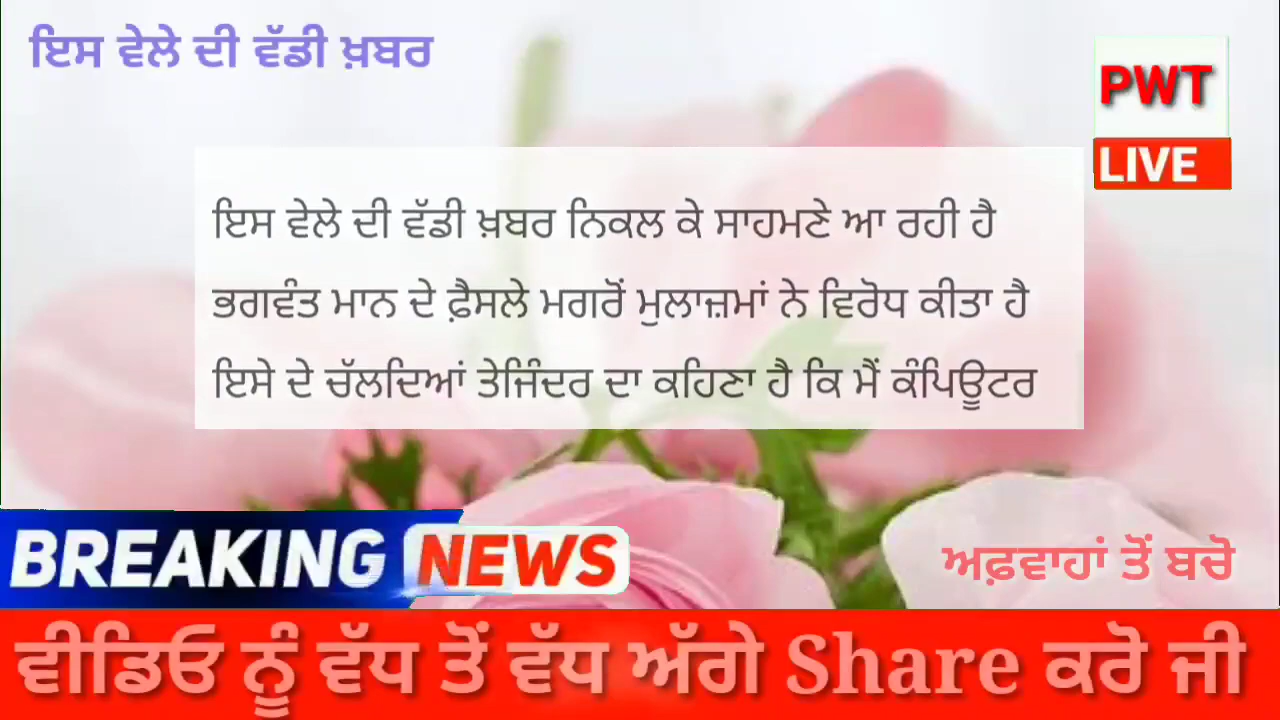 ਇਸ ਵੇਲੇ ਦੀ ਵੱਡੀ ਖ਼ਬਰ
PWT
LIVE
ਇਸ ਵੇਲੇ ਦੀ ਵੱਡੀ ਖ਼ਬਰ ਨਿਕਲ ਕੇ ਸਾਹਮਣੇ ਆ ਰਹੀ ਹੈ
ਭਗਵੰਤ ਮਾਨ ਦੇ ਫ਼ੈਸਲੇ ਮਗਰੋਂ ਮੁਲਾਜ਼ਮਾਂ ਨੇ ਵਿਰੋਧ ਕੀਤਾ ਹੈ
ਇਸੇ ਦੇ ਚੱਲਦਿਆਂ ਤੇਜਿੰਦਰ ਦਾ ਕਹਿਣਾ ਹੈ ਕਿ ਮੈਂ ਕੰਪਿਊਟਰ
BREAKING NEWS
ਅਫ਼ਵਾਹਾਂ ਤੋਂ ਬਚੋ
ਵੀਡਿਓ ਨੂੰ ਵੱਧ ਤੋਂ ਵੱਧ ਅੱਗੇ Share ਕਰੋ ਜੀ